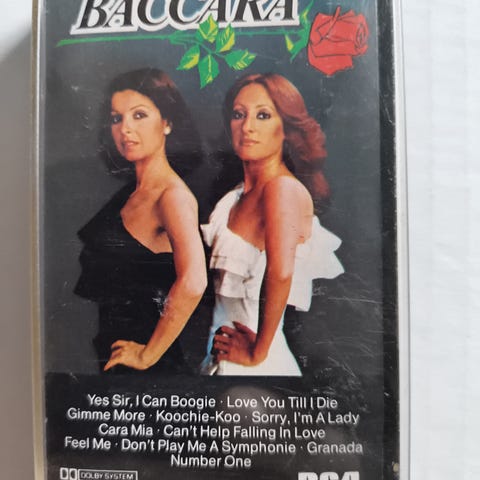 BACCARA
Yes Sir, I Can Boogie · Love You Till I Die
Gimme More · Koochie-Koo · Sorry, I'm A Lady
Cara Mia · Can't Help Falling In Love
Feel Me · Don't Play Me A Symphonie · Granada
Number One
DOLBY SYSTEM
RCA